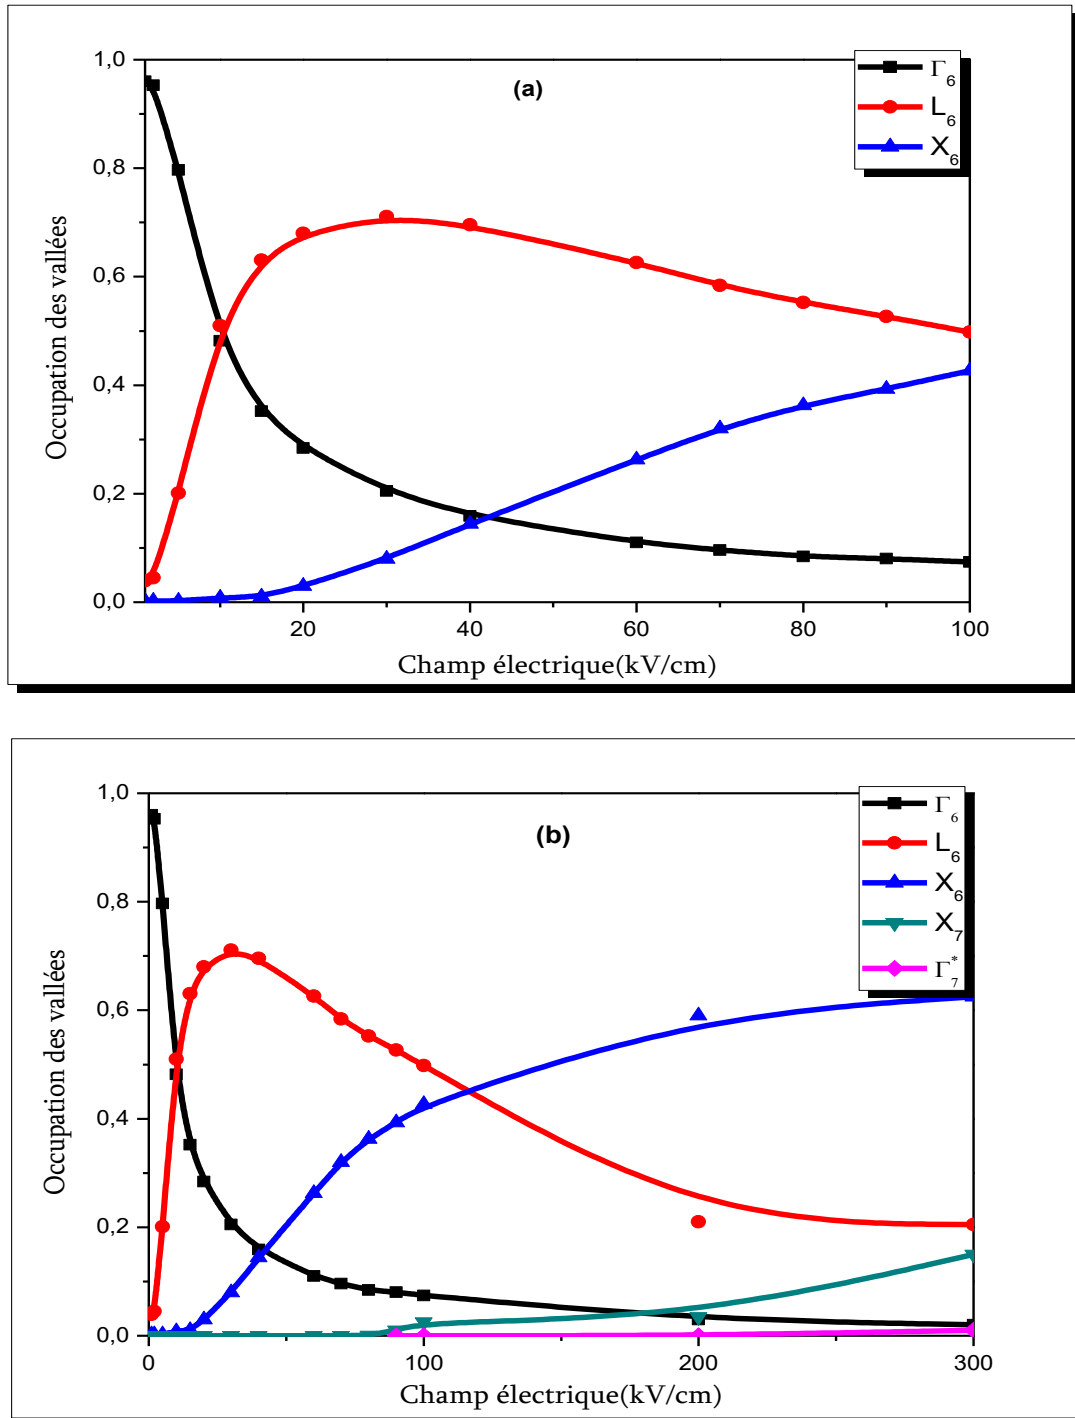 1,0
0,8
0,6
0,4
0,2
0,0
Occupation des vallées
(a)
Γ6
L6
X6
20 40 60 80 100
Champ électrique(kV/cm)
1,0
0,8
0,6
0,4
0,2
0,0
Occupation des vallées
(b)
Γ6
L6
X6
X7
Γ7*
0 100 200 300
Champ électrique(kV/cm)